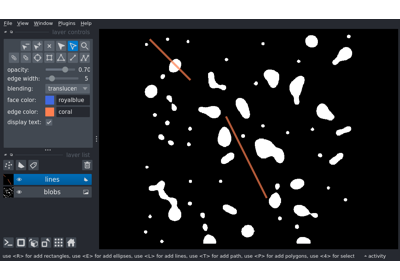 File View Window Plugins Help
layer controls
opacity: 0.70
edge width: 5
blending: translucen
face color: royalblue
edge color: coral
display text:
layer list
lines
blobs
use <R> for add rectangles, use <E> for add ellipses, use <L> for add lines, use <T> for add path, use <P> for add polygons, use <4> for select activity